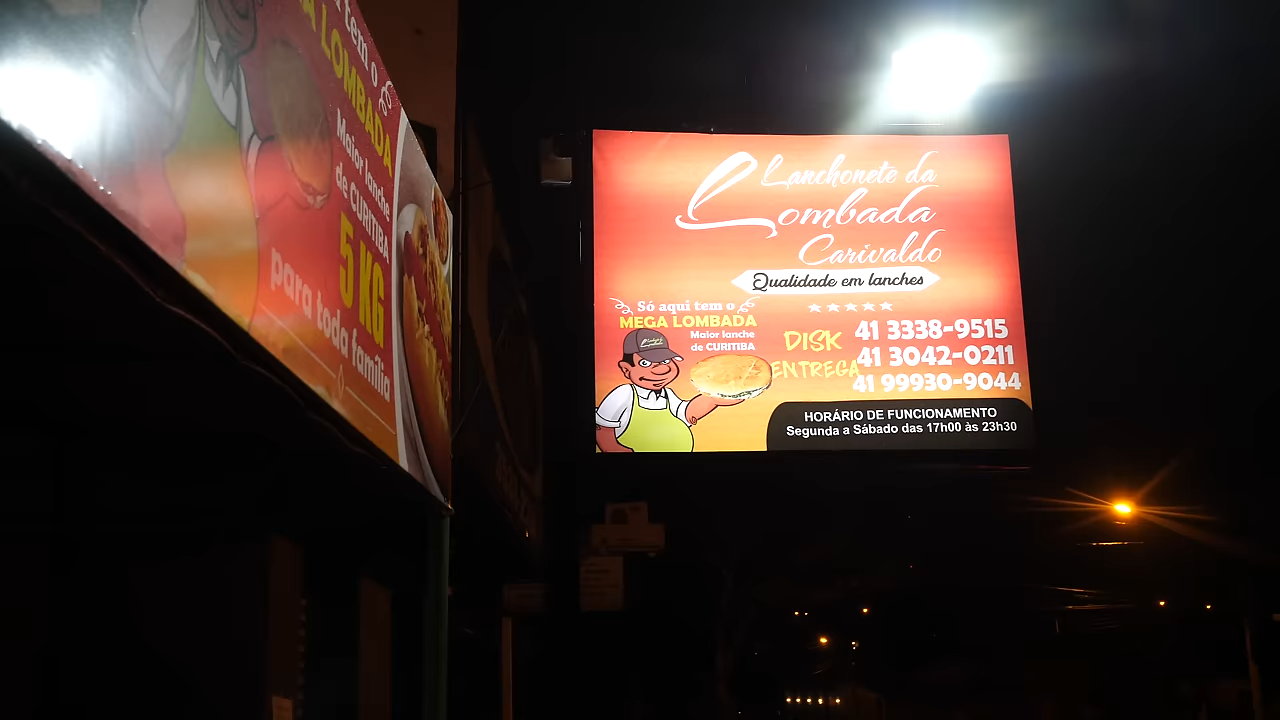 tem o
LOMBADA
Maior lanche
de CURITIBA
5 KG
para toda família
Lanchonete da
Lombada
Carivaldo
Qualidade em lanches
Só aqui tem o
MEGA LOMBADA
Maior lanche
de CURITIBA
DISK
ENTREGA
41 3338-9515
41 3042-0211
41 99930-9044
HORÁRIO DE FUNCIONAMENTO
Segunda a Sábado das 17h00 às 23h30